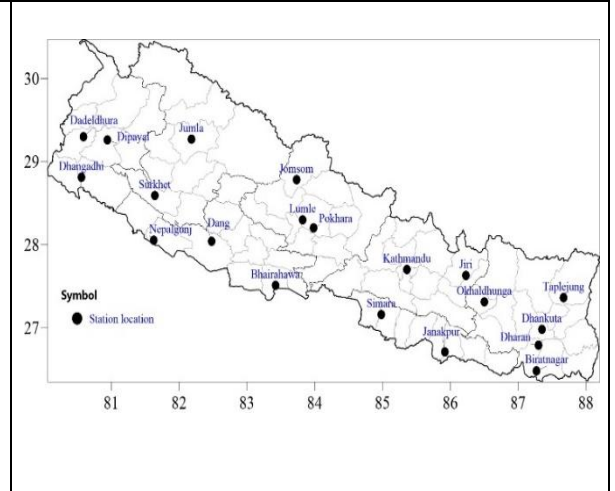 30
29
28
27
Dadeldhura
Dipayal
Jumla
Dhangadhi
Surkhet
Jomsom
Lumle
Pokhara
Nepalgunj
Dang
Kathmandu
Jiri
Bhairahawa
Okhaldhunga
Taplejung
Simara
Dhankuta
Janakpur
Dharan
Biratnagar
Symbol
Station location
81 82 83 84 85 86 87 88